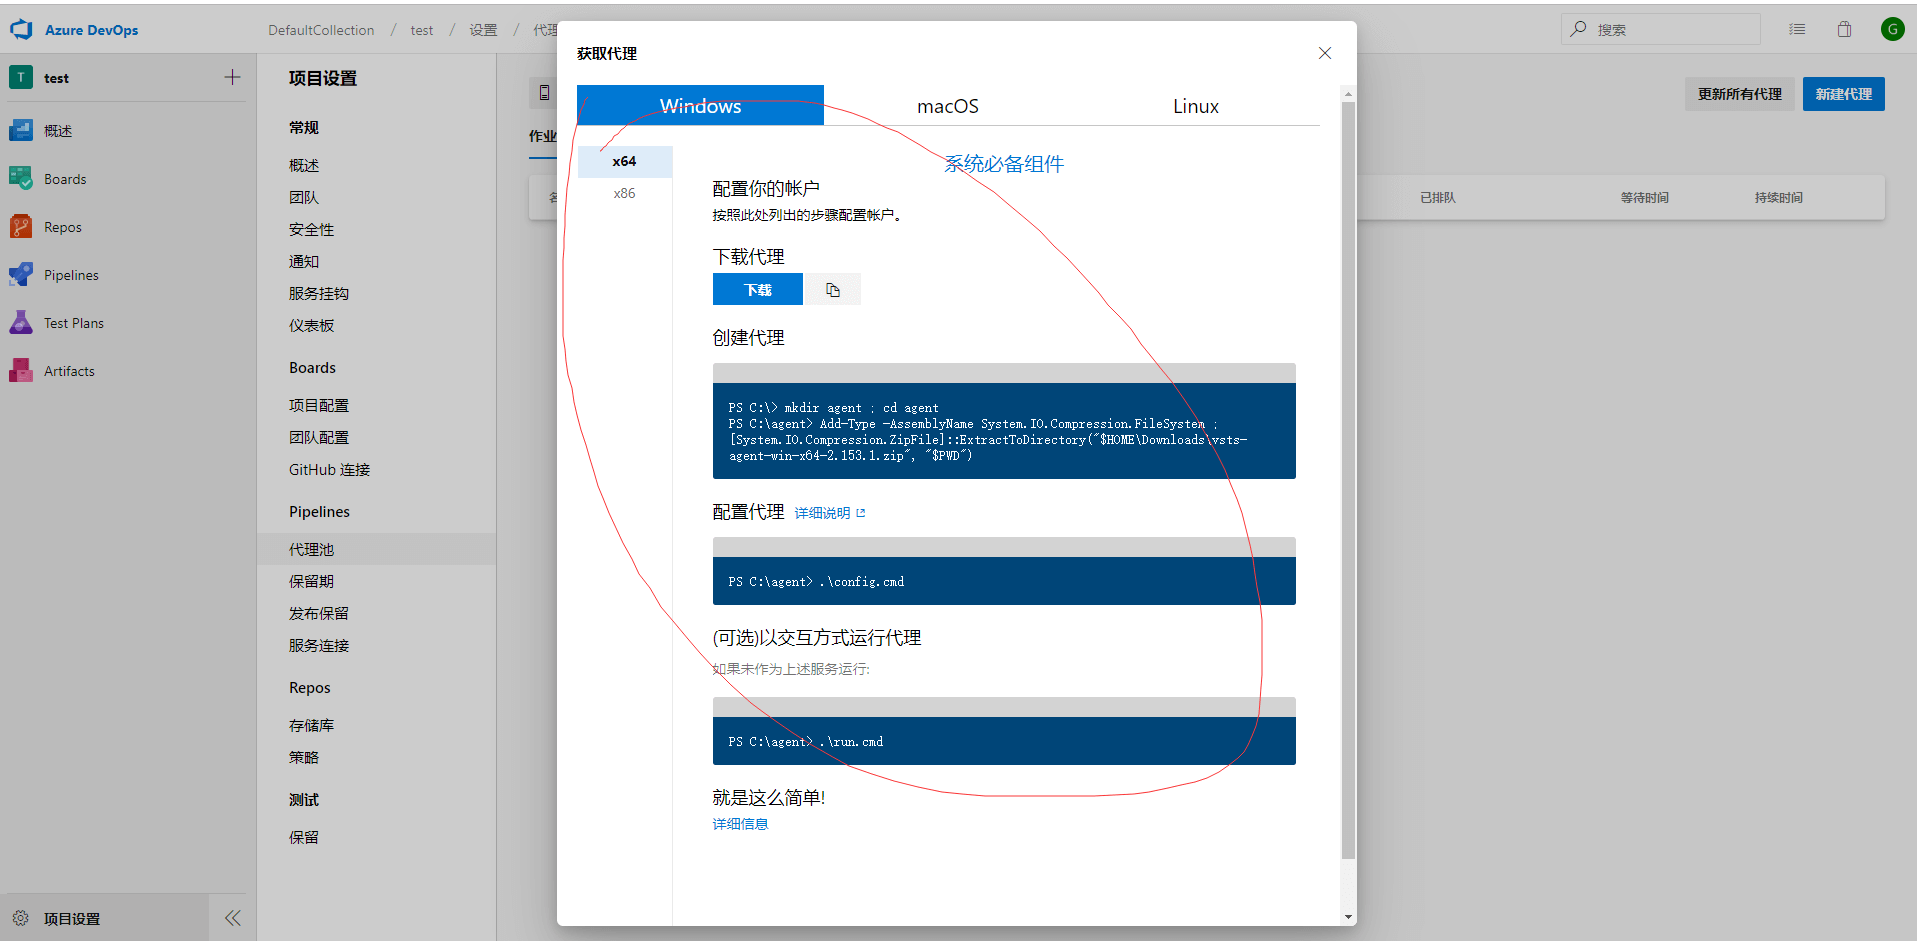 Azure DevOps
DefaultCollection / test / 设置 / 代理
搜索
G
T test
概述
Boards
Repos
Pipelines
Test Plans
Artifacts
项目设置
项目设置
常规
概述
团队
安全性
通知
服务挂钩
仪表板
Boards
项目配置
团队配置
GitHub 连接
Pipelines
代理池
保留期
发布保留
服务连接
Repos
存储库
策略
测试
保留
更新所有代理
新建代理
作业
已排队
等待时间
持续时间
获取代理
Windows
macOS
Linux
x64
x86
系统必备组件
配置你的帐户
按照此处列出的步骤配置帐户。
下载代理
下载
创建代理
PS C:\> mkdir agent ; cd agent
PS C:\agent> Add-Type -AssemblyName System.IO.Compression.FileSystem ;
[System.IO.Compression.ZipFile]::ExtractToDirectory("$HOME\Downloads\vsts-
agent-win-x64-2.153.1.zip", "$PWD")
配置代理 详细说明
PS C:\agent> .\config.cmd
(可选)以交互方式运行代理
如果未作为上述服务运行:
PS C:\agent> .\run.cmd
就是这么简单!
详细信息